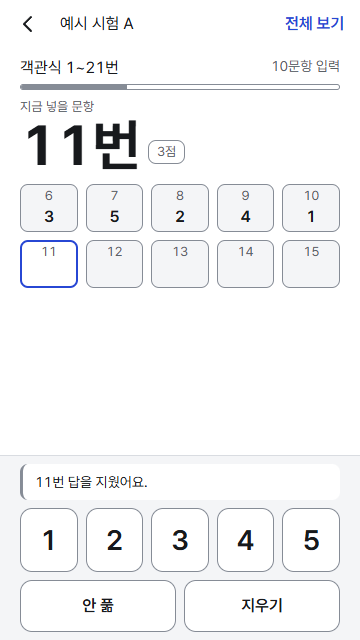 예시 시험 A
전체 보기
객관식 1~21번
10문항 입력
지금 넣을 문항
11번
3점
6 7 8 9 10
3 5 2 4 1
11 12 13 14 15
11번 답을 지웠어요.
1 2 3 4 5
안 풂
지우기